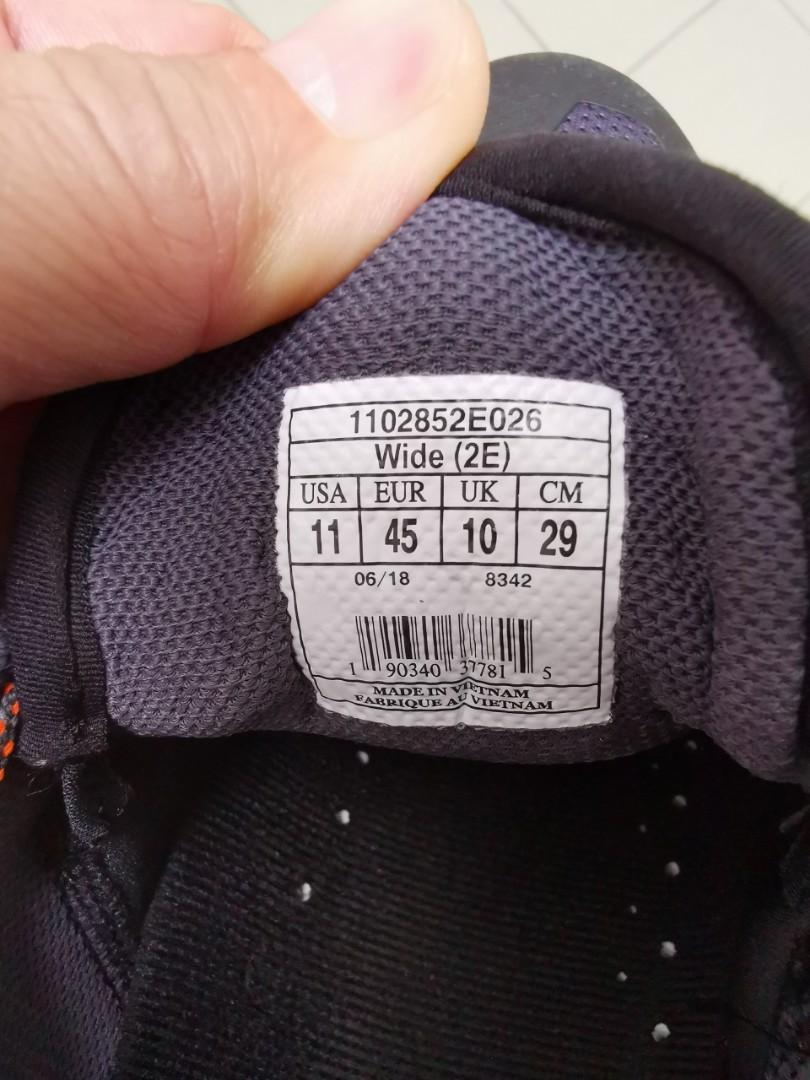 1102852E026
Wide (2E)
USA EUR UK CM
11 45 10 29
06/18 8342
1 90340 37781 5
MADE IN VIETNAM
FABRIQUE AU VIETNAM